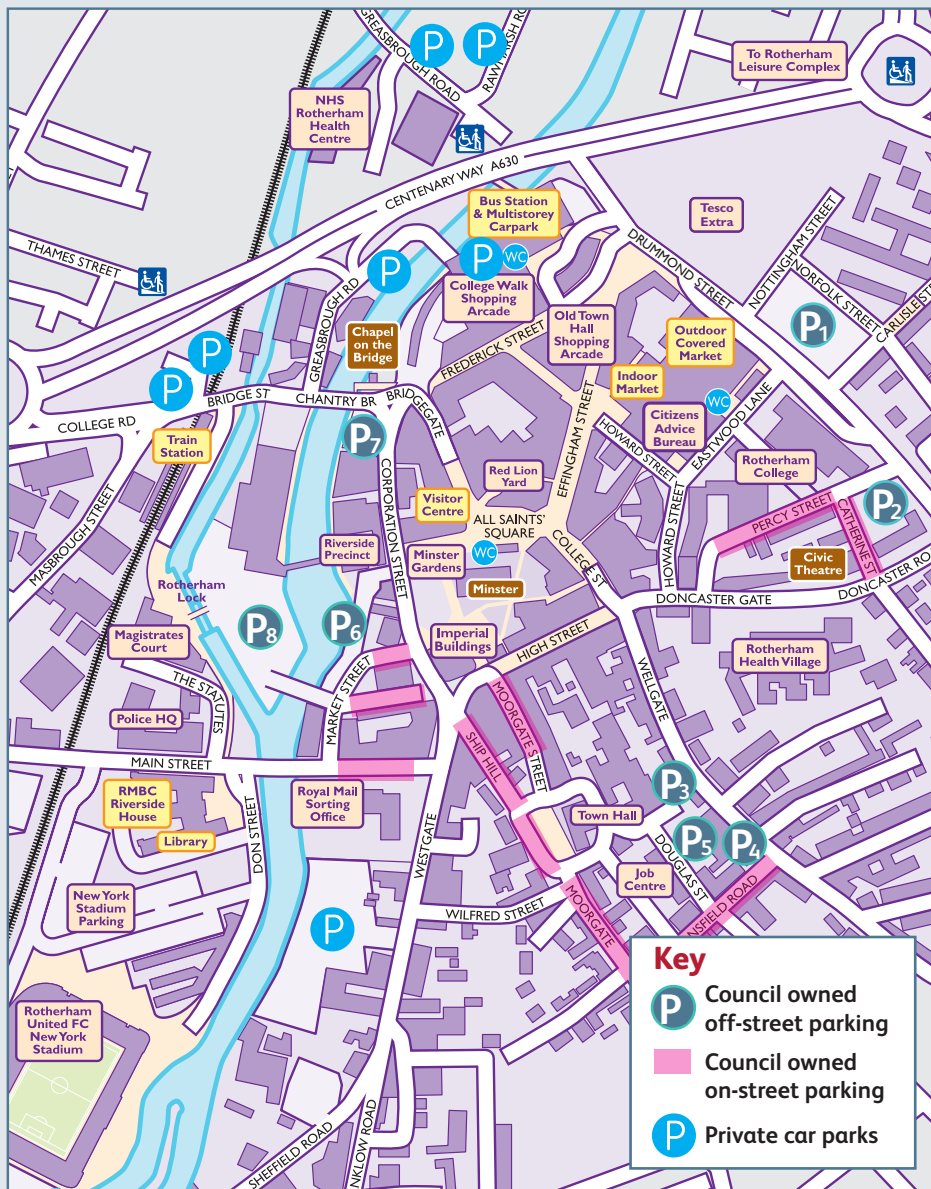 GREASBROUGH ROAD
P
P
To Rotherham
Leisure Complex
NHS
Rotherham
Health
Centre
CENTENARY WAY A630
Bus Station
& Multistorey
Carpark
Tesco
Extra
THAMES STREET
P
P
WC
College Walk
Shopping
Arcade
DRUMMOND STREET
NOTTINGHAM STREET
NORFOLK STREET
P1
GREASBROUGH RD
Chapel
on the
Bridge
FREDERICK STREET
Old Town
Hall
Shopping
Arcade
Outdoor
Covered
Market
Indoor
Market
P
P
BRIDGE ST
CHANTRY BR
BRIDGEGATE
COLLEGE RD
Train
Station
P7
EFFINGHAM STREET
WC
Citizens
Advice
Bureau
HOWARD STREET
EASTWOOD LANE
Rotherham
College
Red Lion
Yard
Visitor
Centre
CORPORATION STREET
MASBROUGH STREET
P2
PERCY STREET
CATHERINE ST
ALL SAINTS'
SQUARE
Riverside
Precinct
Minster
Gardens
WC
Minster
COLLEGE ST
HOWARD STREET
Civic
Theatre
DONCASTER GATE
DONCASTER RO
Rotherham
Lock
P8
P6
Magistrates
Court
Imperial
Buildings
HIGH STREET
WELLGATE
Rotherham
Health Village
THE STATUTES
Police HQ
MARKET STREET
MOORGATE STREET
SHIP HILL
MAIN STREET
RMBC
Riverside
House
Library
DON STREET
Royal Mail
Sorting
Office
WESTGATE
Town Hall
P3
P5
P4
DOUGLAS ST
Job
Centre
NSFIELD ROAD
New York
Stadium
Parking
WILFRED STREET
MOORGATE
P
Rotherham
United FC
New York
Stadium
SHEFFIELD ROAD
NKLOW ROAD
Key
P
Council owned
off-street parking
Council owned
on-street parking
P
Private car parks